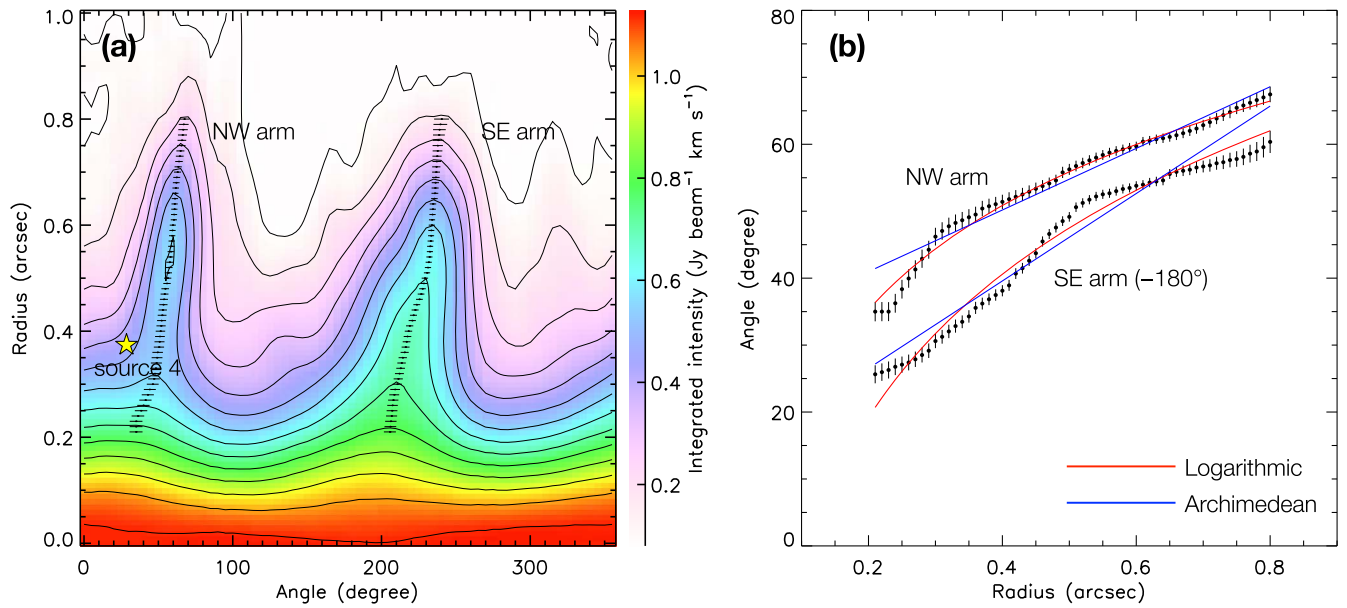 (a)
NW arm
SE arm
source 4
1.0
0.8
0.6
0.4
0.2
0.0
Radius (arcsec)
0
100
200
300
Angle (degree)
1.0
0.8
0.6
0.4
0.2
Integrated intensity (Jy beam⁻¹ km s⁻¹)
(b)
NW arm
SE arm (−180°)
Logarithmic
Archimedean
80
60
40
20
0
Angle (degree)
0.2
0.4
0.6
0.8
Radius (arcsec)